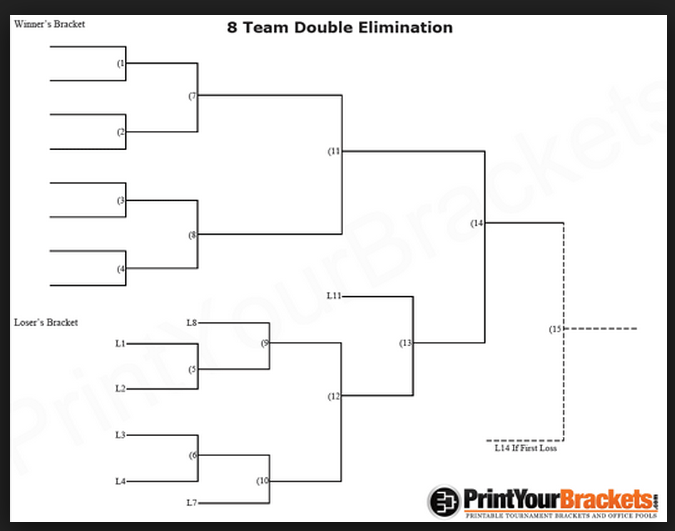 Winner's Bracket
8 Team Double Elimination
(1
(7
(2
(11
(3
(14
(8
(4
L11
Loser's Bracket
L8
(15
L1
(9
(13
(5
L2
(12
L3
(6
L4
(10
L14 If First Loss
L7
PrintYourBrackets.com
PRINTABLE TOURNAMENT BRACKETS AND OFFICE POOLS
PrintYourBrackets